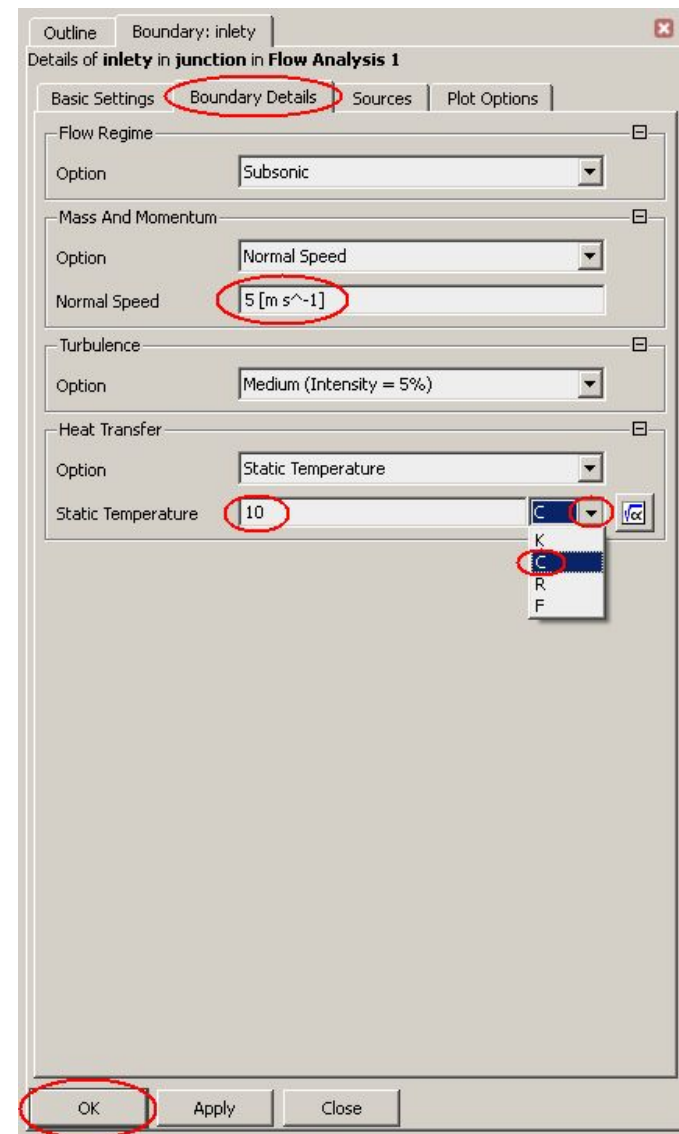 Outline Boundary: inlety
Details of inlety in junction in Flow Analysis 1
Basic Settings Boundary Details Sources Plot Options
Flow Regime
Option Subsonic
Mass And Momentum
Option Normal Speed
Normal Speed 5 [m s^-1]
Turbulence
Option Medium (Intensity = 5%)
Heat Transfer
Option Static Temperature
Static Temperature 10 C
K
C
R
F
OK Apply Close